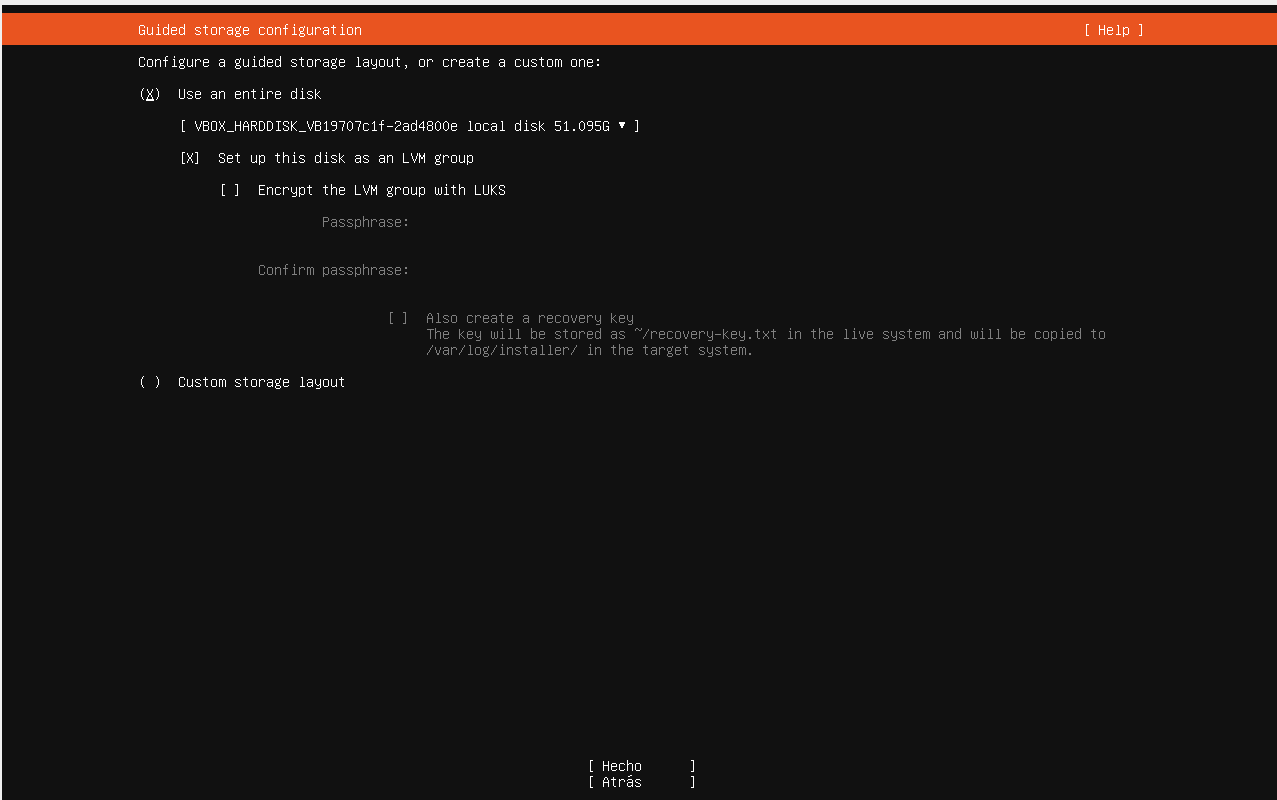 Guided storage configuration [ Help ]
Configure a guided storage layout, or create a custom one:
(X) Use an entire disk
[ VBOX_HARDDISK_VB19707c1f-2ad4800e local disk 51.095G ▾ ]
[X] Set up this disk as an LVM group
[ ] Encrypt the LVM group with LUKS
Passphrase:
Confirm passphrase:
[ ] Also create a recovery key
The key will be stored as ~/recovery-key.txt in the live system and will be copied to
/var/log/installer/ in the target system.
( ) Custom storage layout
[ Hecho ]
[ Atrás ]